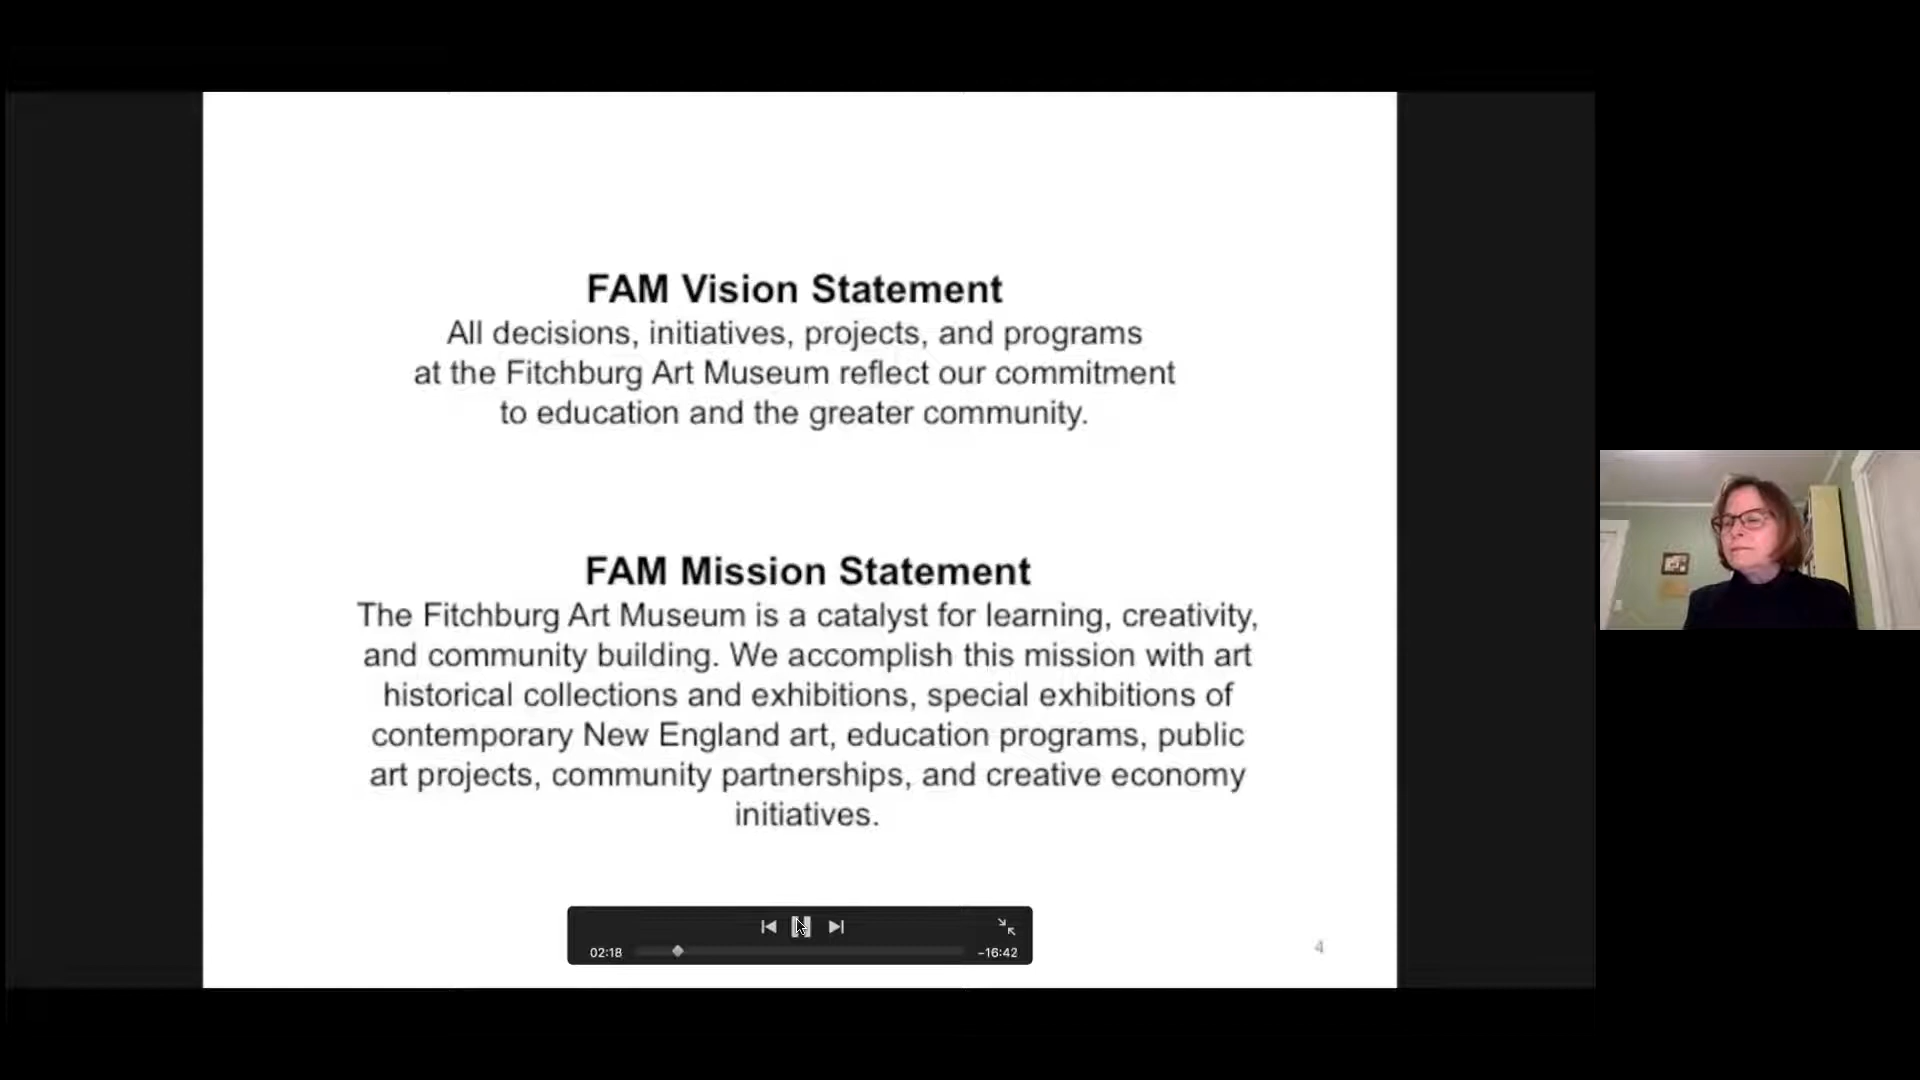 FAM Vision Statement
All decisions, initiatives, projects, and programs
at the Fitchburg Art Museum reflect our commitment
to education and the greater community.
FAM Mission Statement
The Fitchburg Art Museum is a catalyst for learning, creativity,
and community building. We accomplish this mission with art
historical collections and exhibitions, special exhibitions of
contemporary New England art, education programs, public
art projects, community partnerships, and creative economy
initiatives.
02:18
-16:42
4